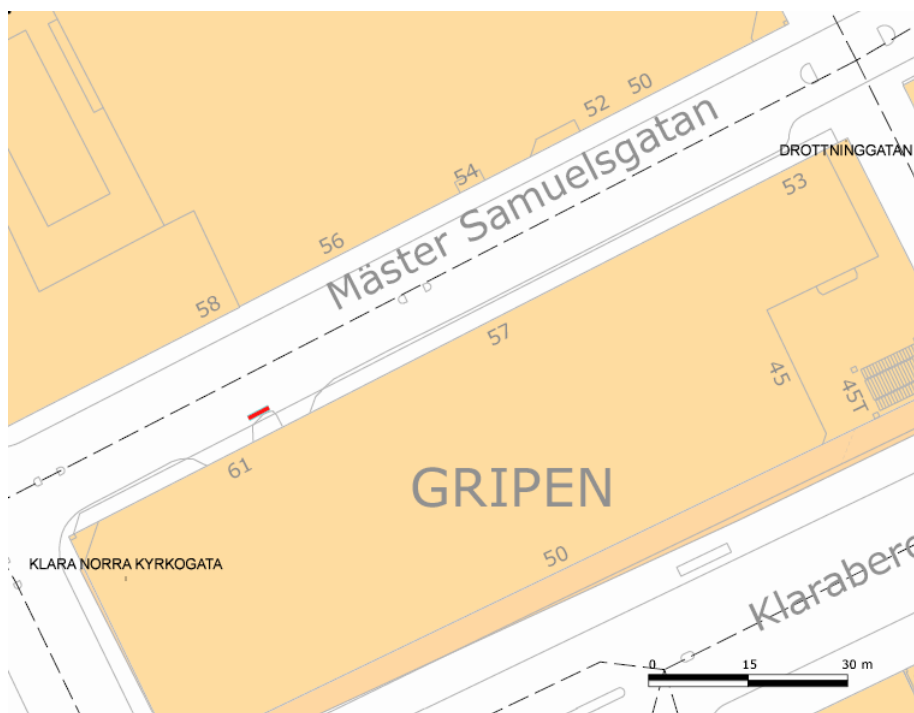 50
52
DROTTNINGGATAN
54
53
Mäster Samuelsgatan
56
58
57
45
45T
61
GRIPEN
50
KLARA NORRA KYRKOGATA
Klaraberg
0 15 30 m